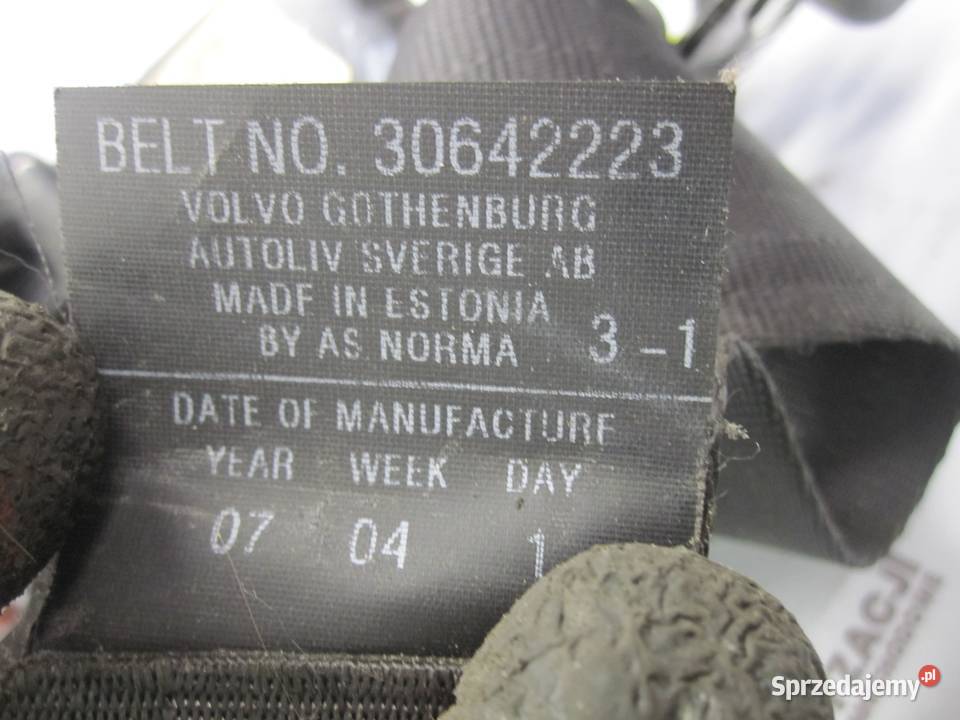 BELT NO. 30642223
VOLVO GOTHENBURG
AUTOLIV SVERIGE AB
MADE IN ESTONIA
BY AS NORMA 3-1
DATE OF MANUFACTURE
YEAR WEEK DAY
07 04 1
Sprzedajemy.pl